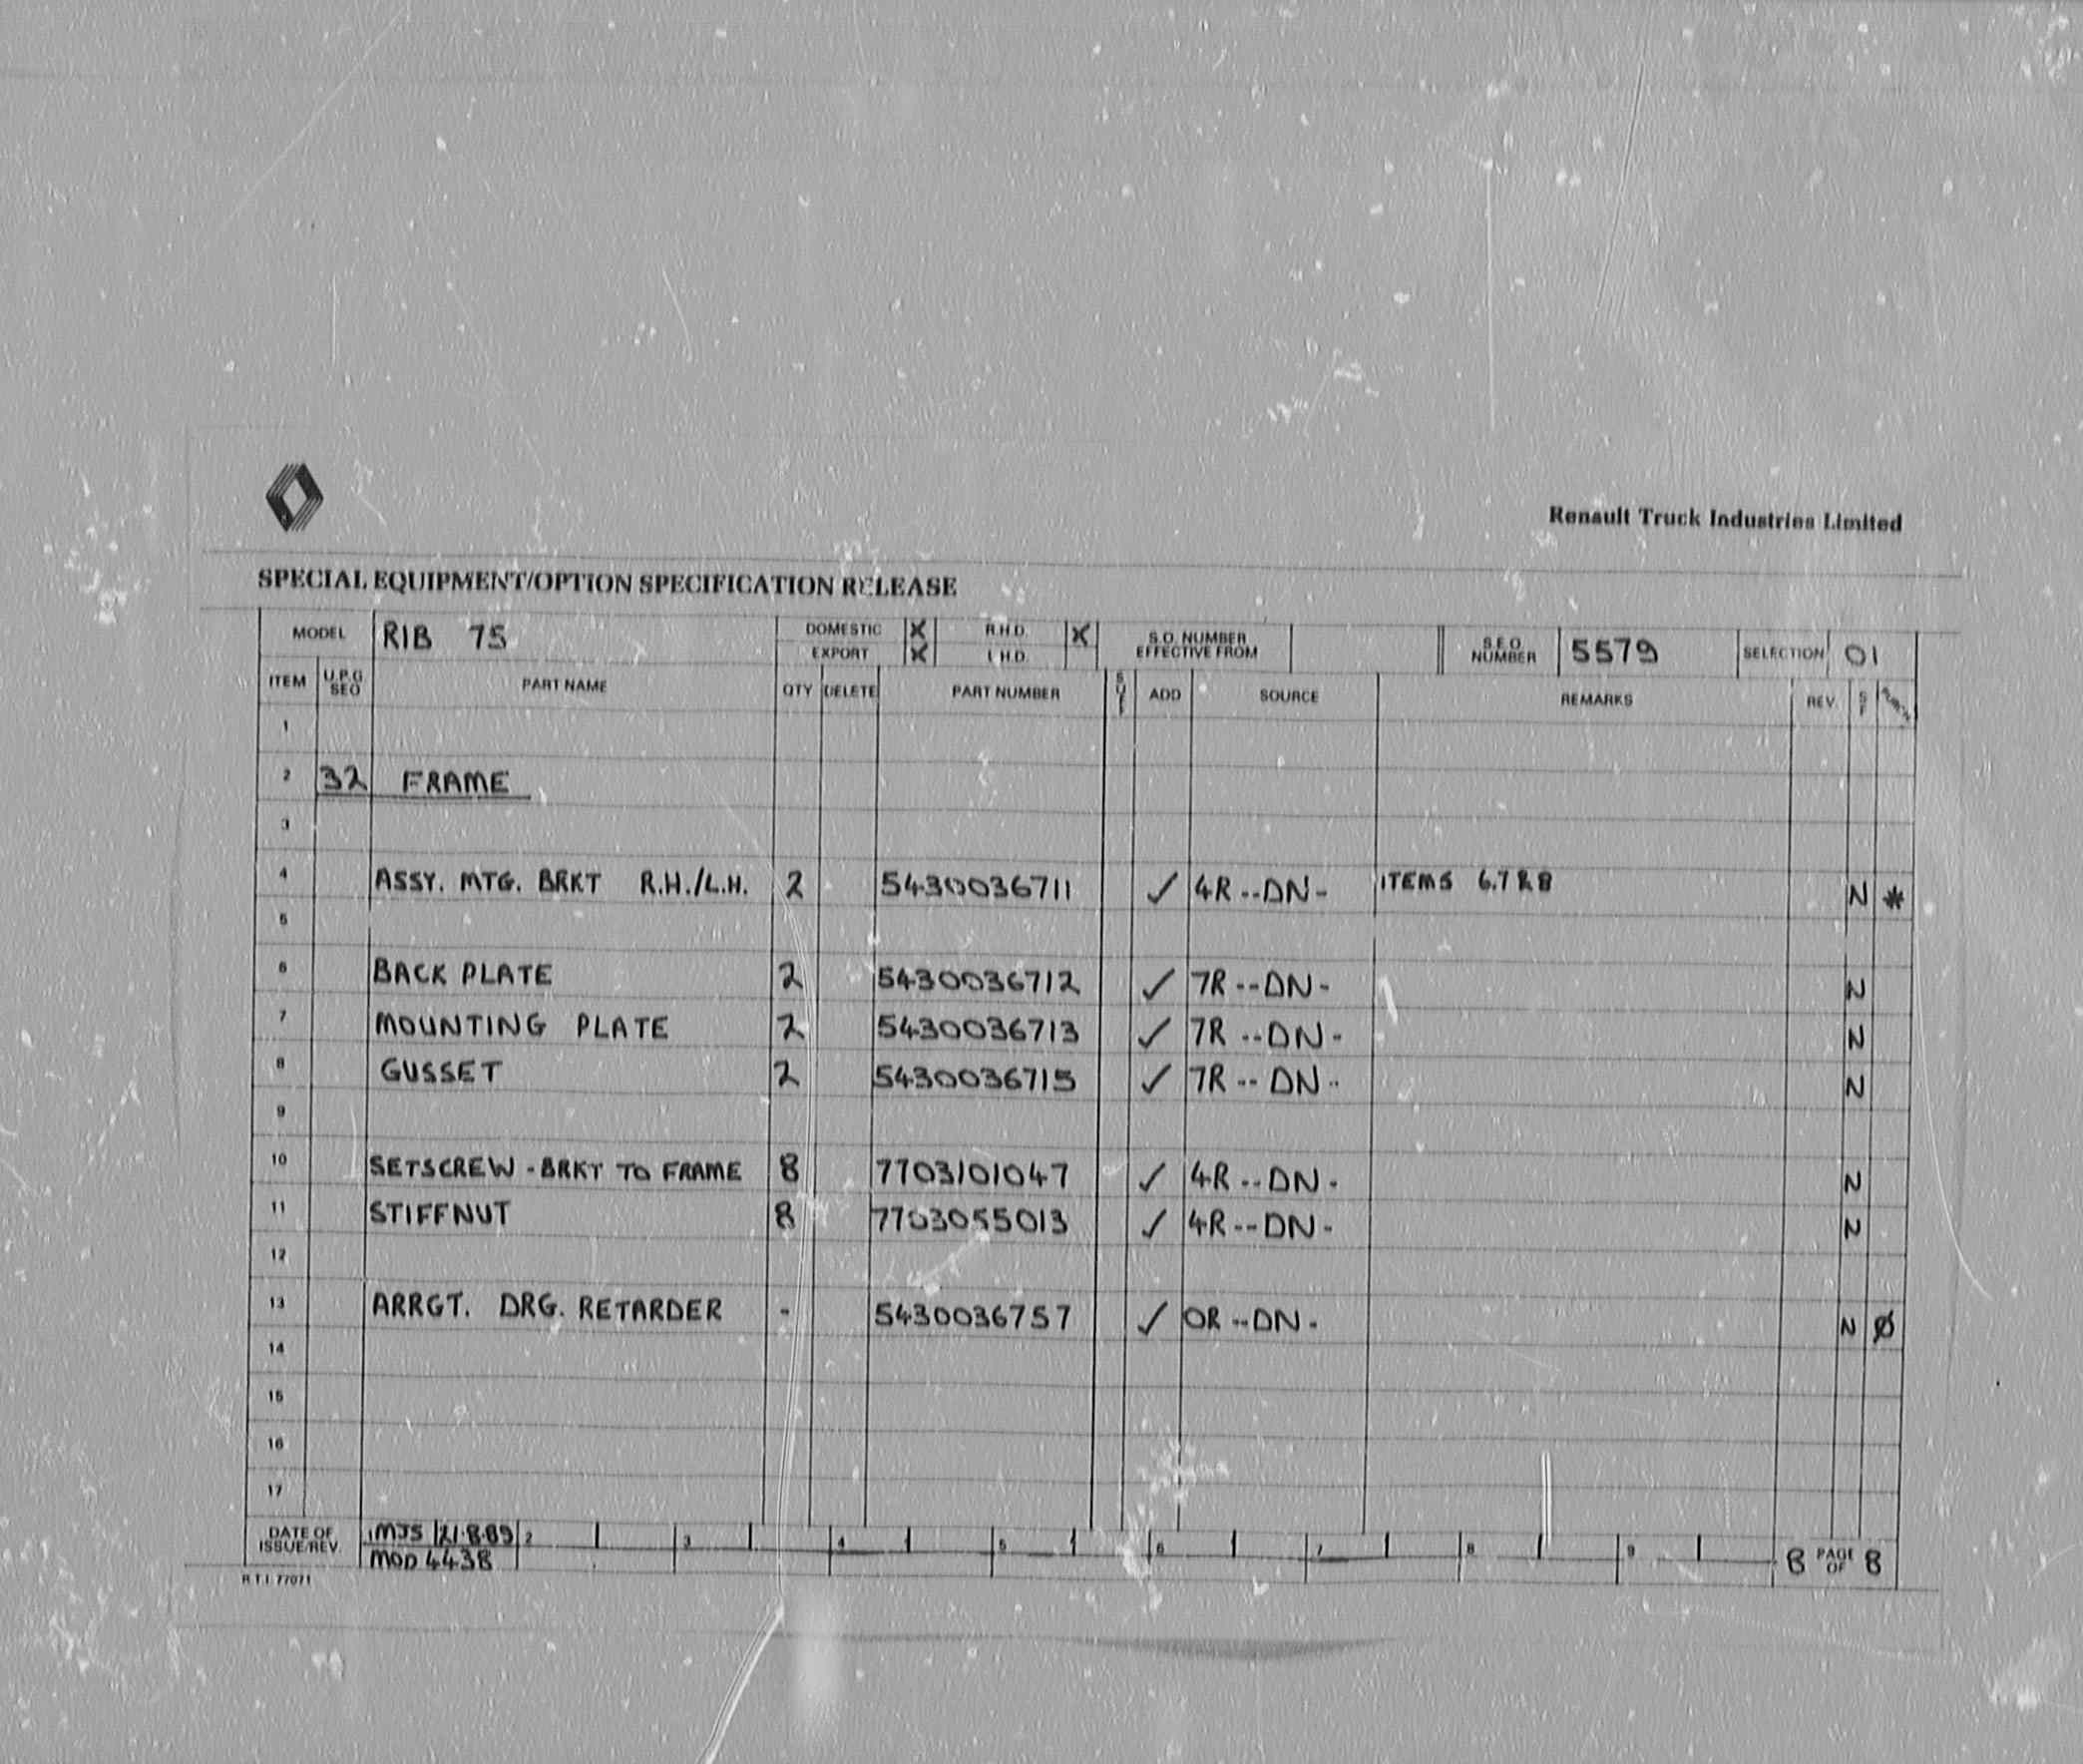 Renault Truck Industries Limited
SPECIAL EQUIPMENT/OPTION SPECIFICATION RELEASE
MODEL R1B 75 DOMESTIC X R.H.D. X S.O. NUMBER EFFECTIVE FROM S.E.O. NUMBER 5579 SELECTION 01
EXPORT X L.H.D.
ITEM U.P.G SEO PART NAME QTY DELETE PART NUMBER ADD SOURCE REMARKS REV.
1
2 32 FRAME
3
4 ASSY. MTG. BRKT R.H./L.H. 2 5430036711 ✓ 4R--DN- ITEMS 6.7 & 8 N *
5
6 BACK PLATE 2 5430036712 ✓ 7R--DN- N
7 MOUNTING PLATE 2 5430036713 ✓ 7R--DN- N
8 GUSSET 2 5430036715 ✓ 7R--DN-- N
9
10 SETSCREW - BRKT TO FRAME 8 7703101047 ✓ 4R--DN- N
11 STIFFNUT 8 7703055013 ✓ 4R--DN- N
12
13 ARRGT. DRG. RETARDER - 5430036757 ✓ OR--DN- N Ø
14
15
16
17
DATE OF ISSUE/REV. 1 MJS 21.8.89 2 3 4 5 6 7 8 9 8 PAGE OF 8
MOD 4438
R.T.I. 77071